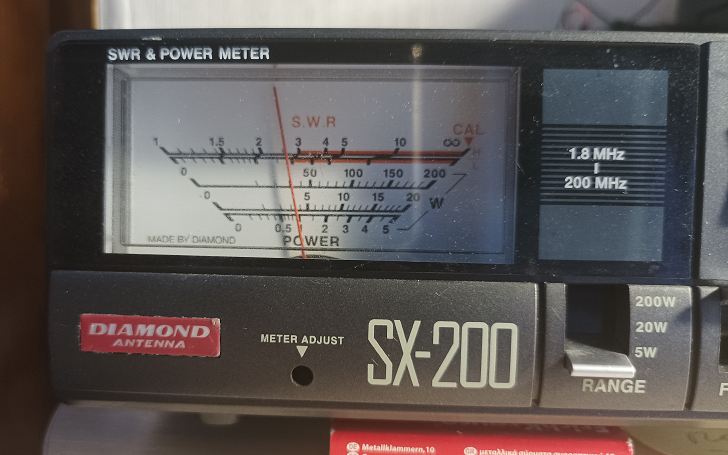 SWR & POWER METER
S.W.R
CAL
1 1.5 2 3 4 5 10 ∞
H
L
0 50 100 150 200
W
0 5 10 15 20
0 0.5 1 2 3 4 5
MADE BY DIAMOND
POWER
1.8 MHz
200 MHz
DIAMOND
ANTENNA
METER ADJUST
SX-200
200W
20W
5W
RANGE
F
GB Metallklammern, 10